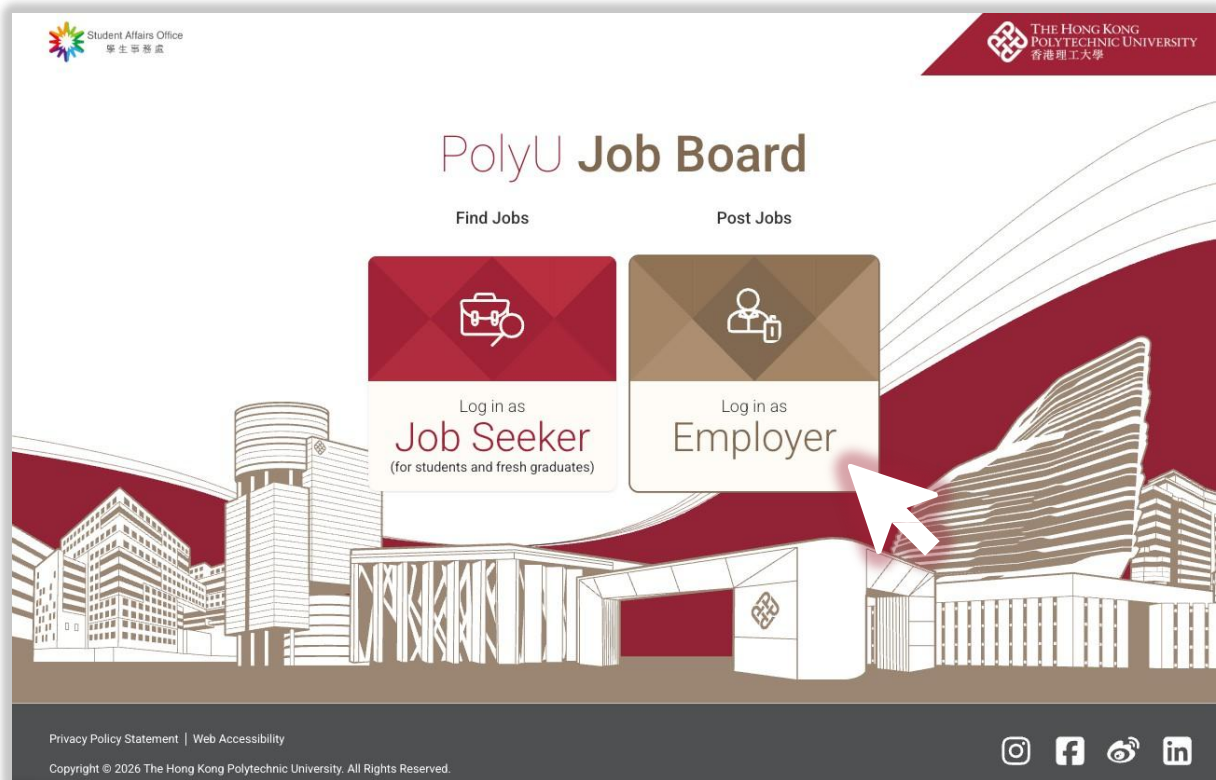 Student Affairs Office
學生事務處
THE HONG KONG
POLYTECHNIC UNIVERSITY
香港理工大學
PolyU Job Board
Find Jobs
Post Jobs
Log in as
Job Seeker
(for students and fresh graduates)
Log in as
Employer
Privacy Policy Statement | Web Accessibility
Copyright © 2026 The Hong Kong Polytechnic University. All Rights Reserved.